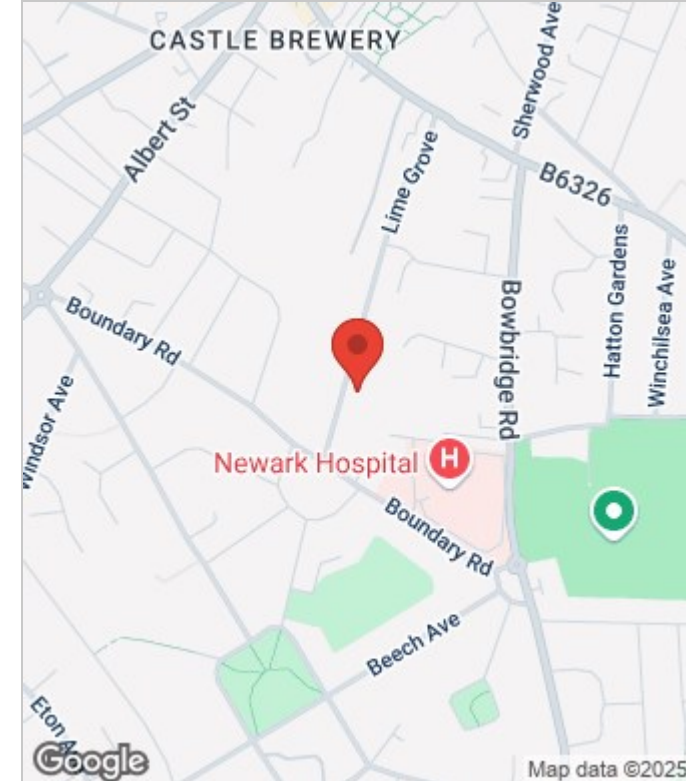 CASTLE BREWERY
Sherwood Ave
Albert St
Lime Grove
B6326
Hatton Gardens
Winchilsea Ave
Bowbridge Rd
Boundary Rd
Windsor Ave
Newark Hospital
H
Boundary Rd
Beech Ave
Eton
Google
Map data ©2025